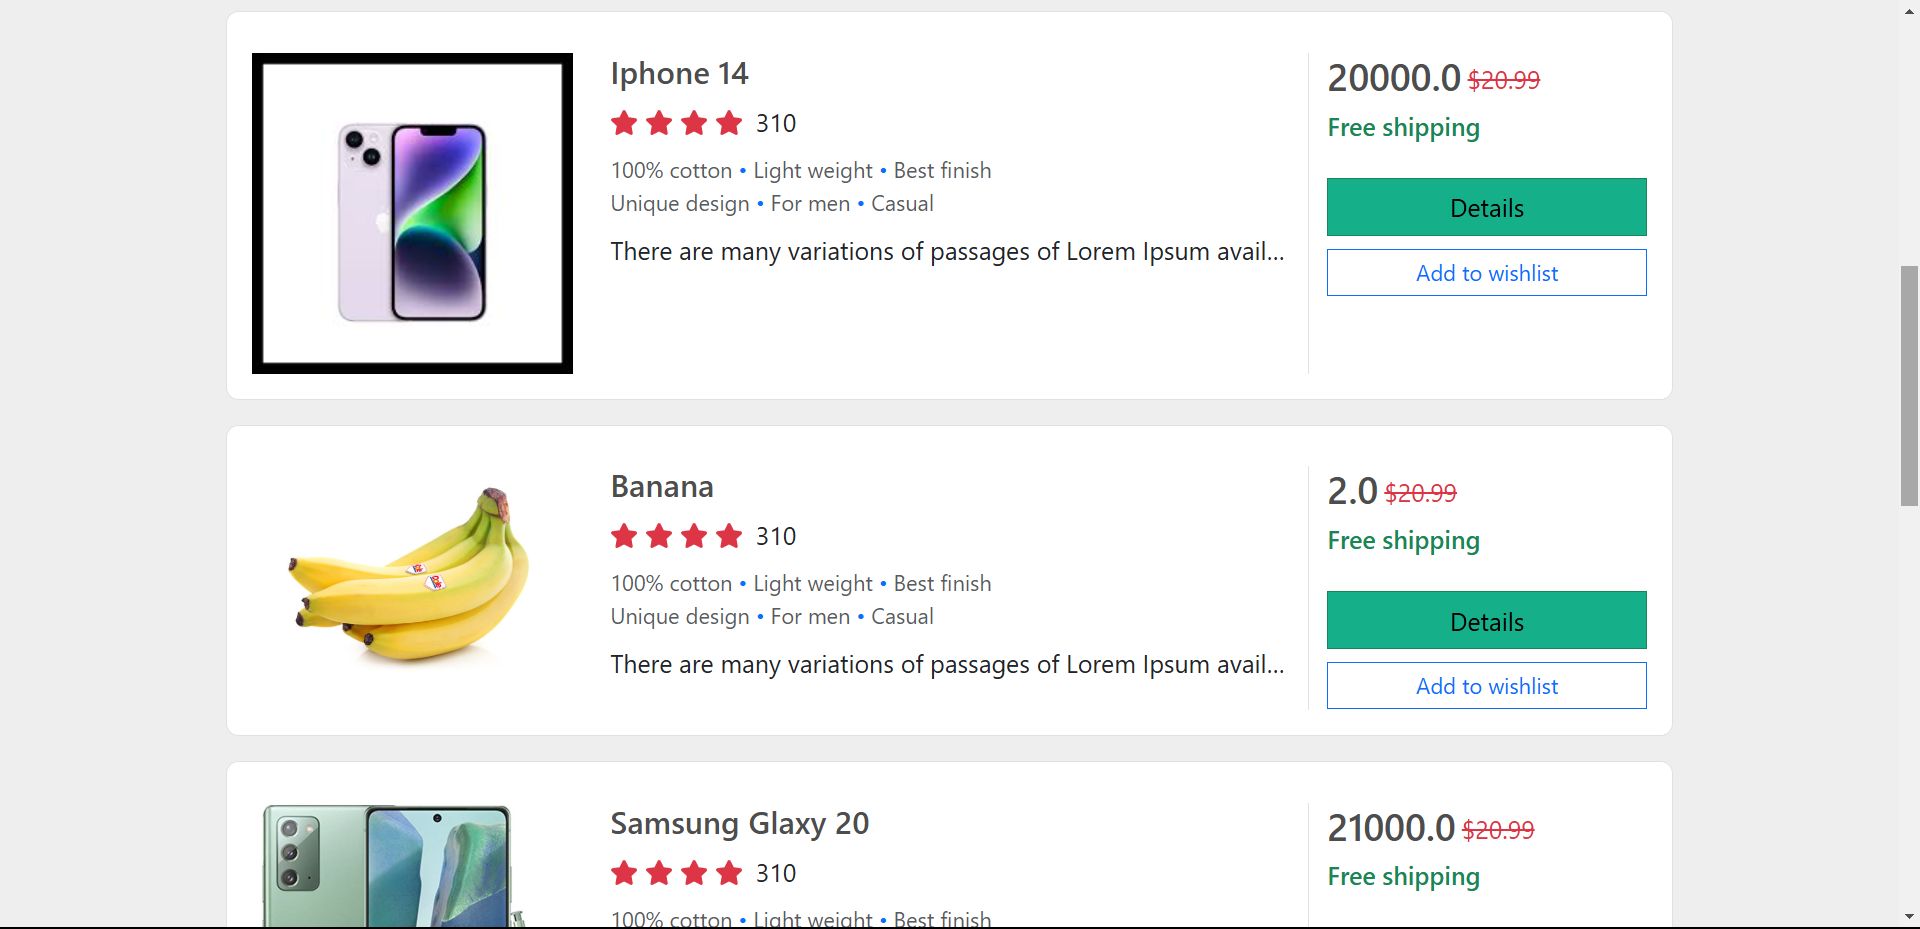 Iphone 14
310
100% cotton • Light weight • Best finish
Unique design • For men • Casual
There are many variations of passages of Lorem Ipsum avail...
20000.0 $20.99
Free shipping
Details
Add to wishlist
Banana
310
100% cotton • Light weight • Best finish
Unique design • For men • Casual
There are many variations of passages of Lorem Ipsum avail...
2.0 $20.99
Free shipping
Details
Add to wishlist
Samsung Glaxy 20
310
100% cotton • Light weight • Best finish
21000.0 $20.99
Free shipping